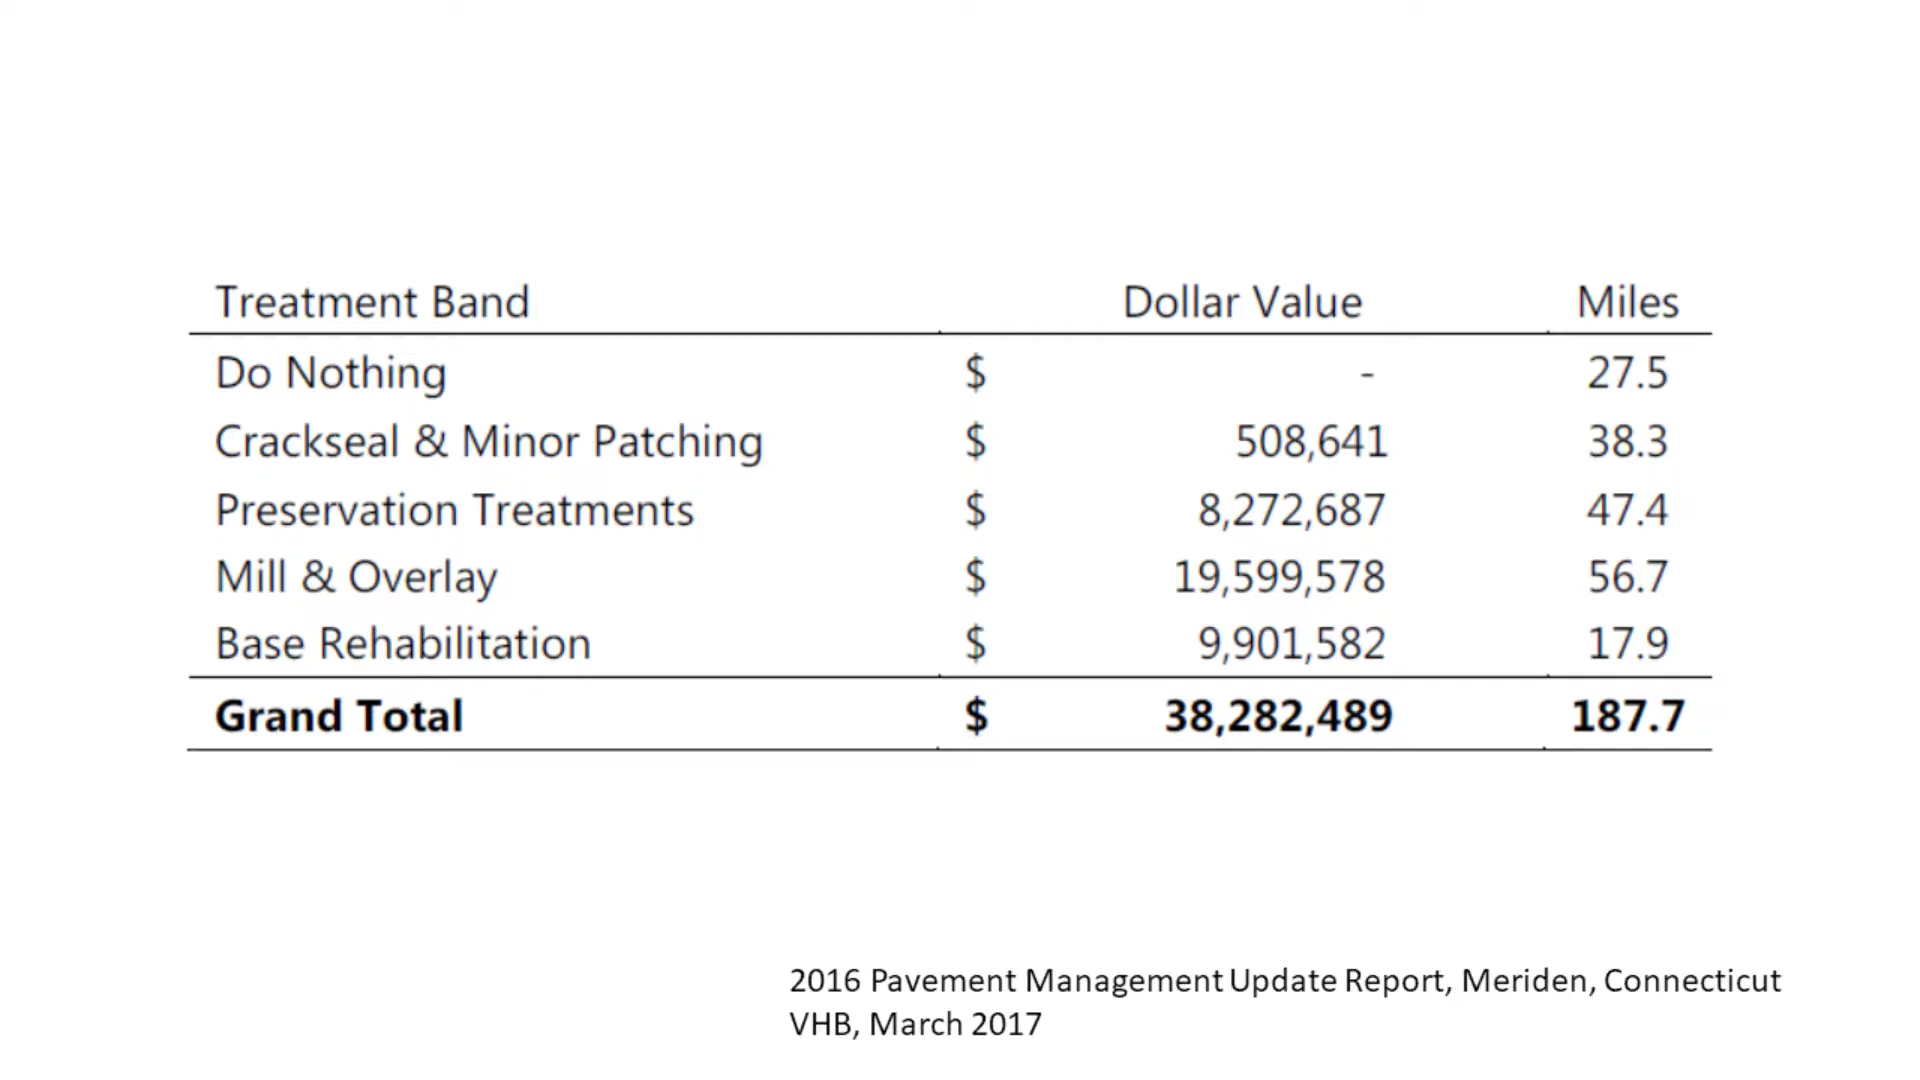 Treatment Band Dollar Value Miles
Do Nothing $ - 27.5
Crackseal & Minor Patching $ 508,641 38.3
Preservation Treatments $ 8,272,687 47.4
Mill & Overlay $ 19,599,578 56.7
Base Rehabilitation $ 9,901,582 17.9
Grand Total $ 38,282,489 187.7
2016 Pavement Management Update Report, Meriden, Connecticut
VHB, March 2017